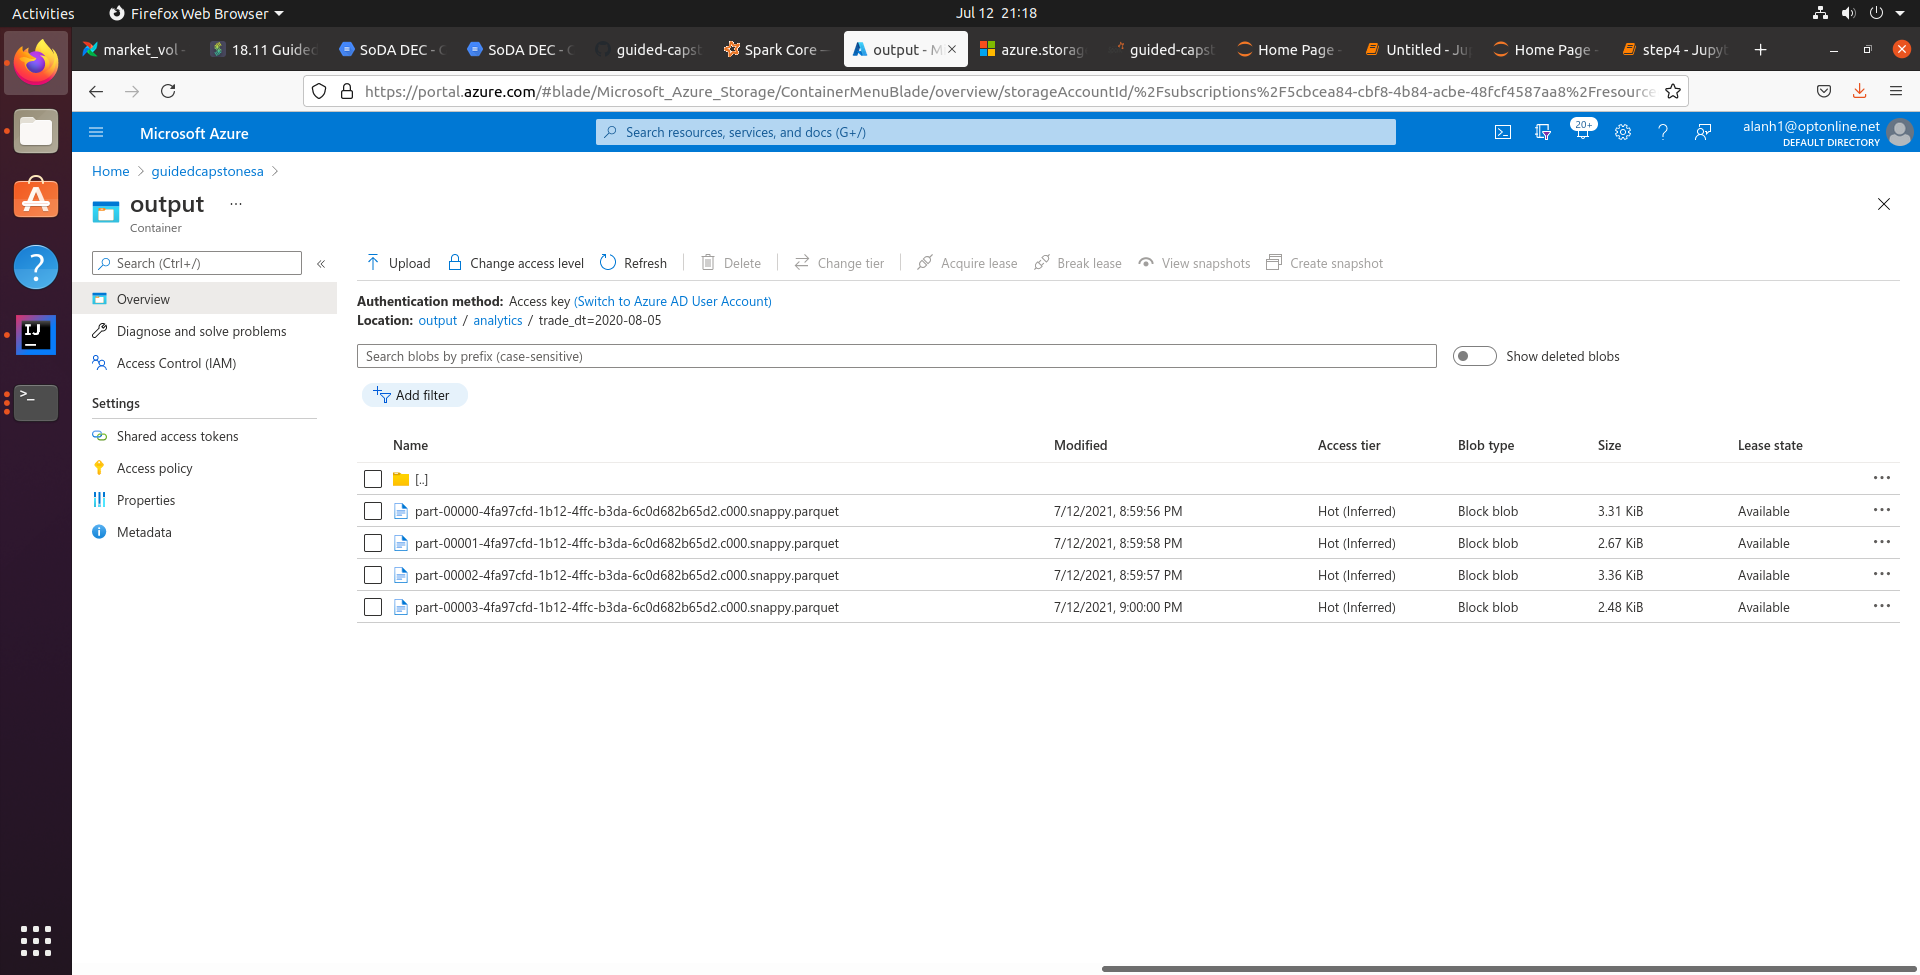 Activities
Firefox Web Browser
Jul 12 21:18
market_vol -
18.11 Guided
SoDA DEC - C
SoDA DEC - C
guided-capst
Spark Core —
output - M
azure.storag
guided-capst
Home Page -
Untitled - Ju
Home Page -
step4 - Jupyt
https://portal.azure.com/#blade/Microsoft_Azure_Storage/ContainerMenuBlade/overview/storageAccountId/%2Fsubscriptions%2F5cbcea84-cbf8-4b84-acbe-48fcf4587aa8%2Fresource
Microsoft Azure
Search resources, services, and docs (G+/)
20+
alanh1@optonline.net
DEFAULT DIRECTORY
Home > guidedcapstonesa >
output ...
Container
Search (Ctrl+/)
«
Upload
Change access level
Refresh
Delete
Change tier
Acquire lease
Break lease
View snapshots
Create snapshot
Overview
Diagnose and solve problems
Access Control (IAM)
Settings
Shared access tokens
Access policy
Properties
Metadata
Authentication method: Access key (Switch to Azure AD User Account)
Location: output / analytics / trade_dt=2020-08-05
Search blobs by prefix (case-sensitive)
Show deleted blobs
Add filter
Name Modified Access tier Blob type Size Lease state
[..]
part-00000-4fa97cfd-1b12-4ffc-b3da-6c0d682b65d2.c000.snappy.parquet 7/12/2021, 8:59:56 PM Hot (Inferred) Block blob 3.31 KiB Available
part-00001-4fa97cfd-1b12-4ffc-b3da-6c0d682b65d2.c000.snappy.parquet 7/12/2021, 8:59:58 PM Hot (Inferred) Block blob 2.67 KiB Available
part-00002-4fa97cfd-1b12-4ffc-b3da-6c0d682b65d2.c000.snappy.parquet 7/12/2021, 8:59:57 PM Hot (Inferred) Block blob 3.36 KiB Available
part-00003-4fa97cfd-1b12-4ffc-b3da-6c0d682b65d2.c000.snappy.parquet 7/12/2021, 9:00:00 PM Hot (Inferred) Block blob 2.48 KiB Available